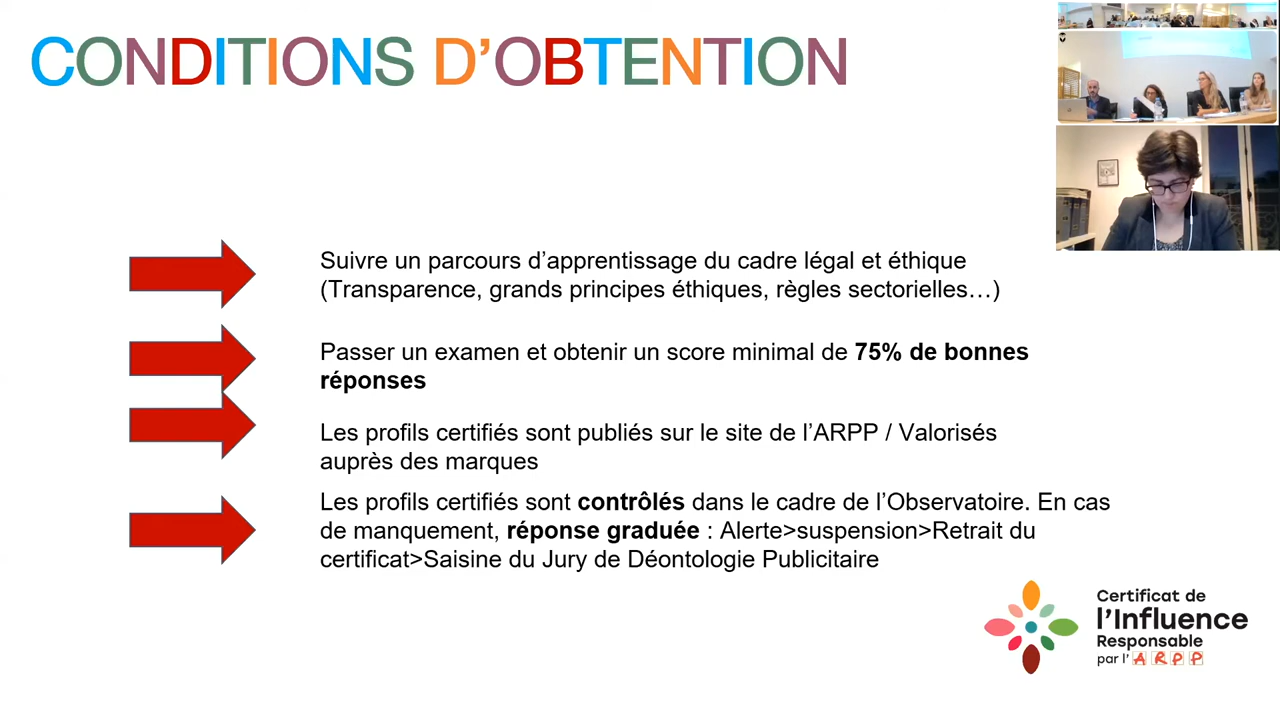 CONDITIONS D’OBTENTION
Suivre un parcours d’apprentissage du cadre légal et éthique
(Transparence, grands principes éthiques, règles sectorielles…)
Passer un examen et obtenir un score minimal de 75% de bonnes
réponses
Les profils certifiés sont publiés sur le site de l’ARPP / Valorisés
auprès des marques
Les profils certifiés sont contrôlés dans le cadre de l’Observatoire. En cas
de manquement, réponse graduée : Alerte>suspension>Retrait du
certificat>Saisine du Jury de Déontologie Publicitaire
Certificat de
l’Influence
Responsable
par l’ARPP